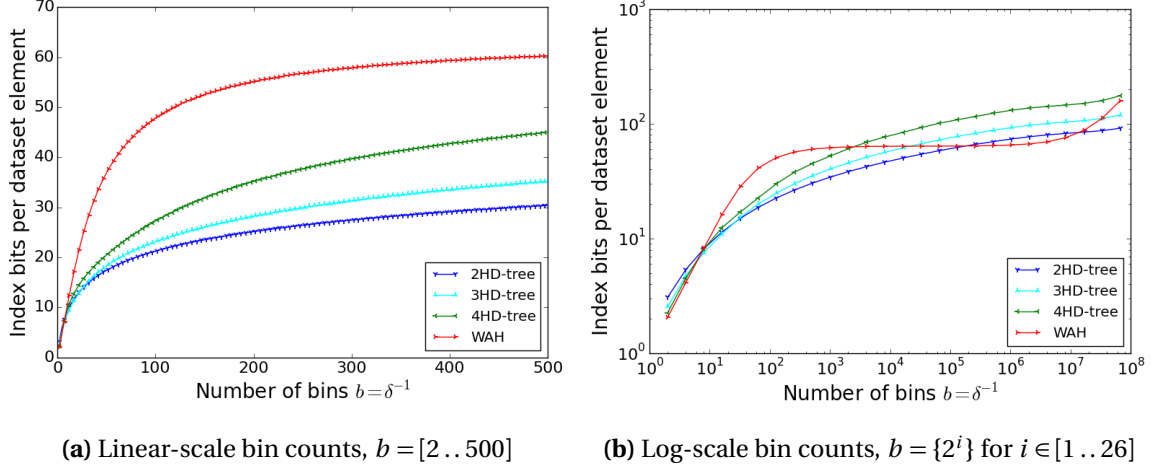 70
60
50
40
30
20
10
0
Index bits per dataset element
2HD-tree
3HD-tree
4HD-tree
WAH
0 100 200 300 400 500
Number of bins b = δ⁻¹
(a) Linear-scale bin counts, b = [2 .. 500]
10³
10²
10¹
10⁰
Index bits per dataset element
2HD-tree
3HD-tree
4HD-tree
WAH
10⁰ 10¹ 10² 10³ 10⁴ 10⁵ 10⁶ 10⁷ 10⁸
Number of bins b = δ⁻¹
(b) Log-scale bin counts, b = {2ⁱ} for i ∈ [1 .. 26]